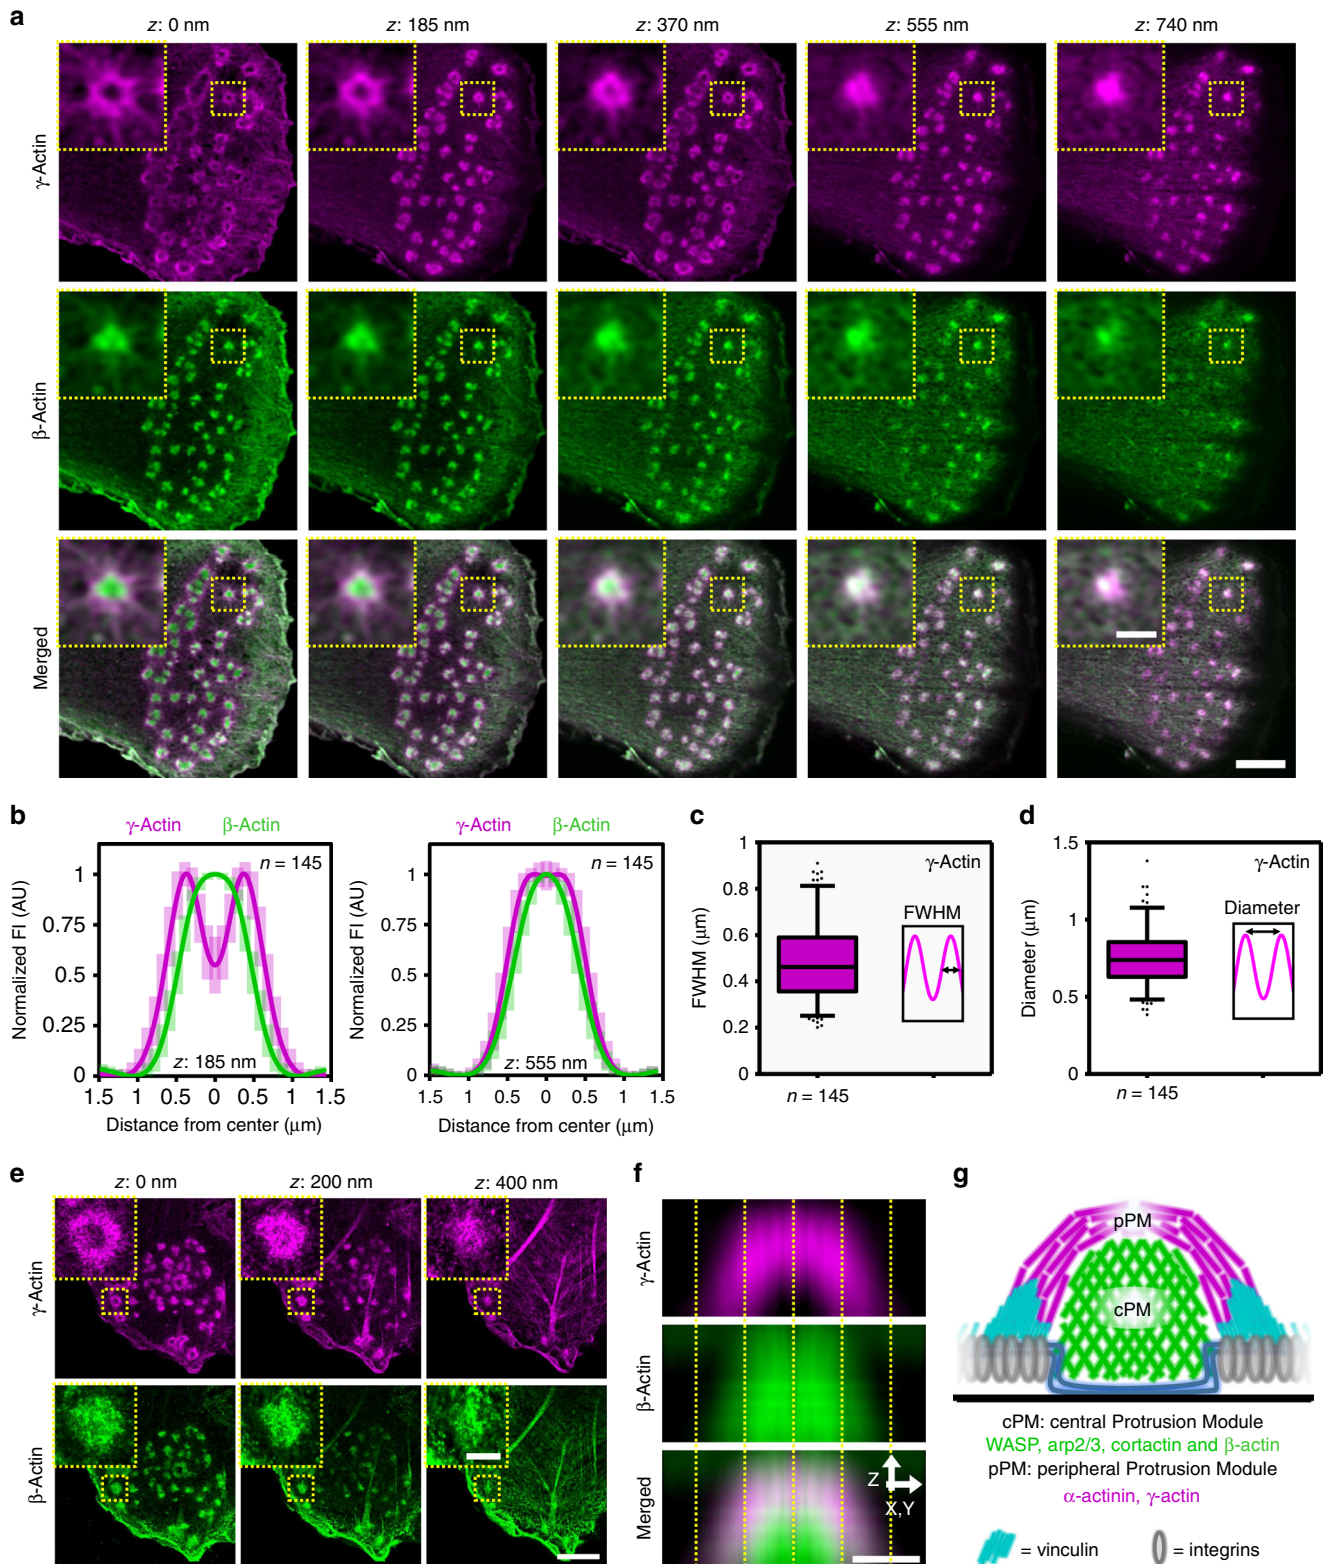 a
z: 0 nm z: 185 nm z: 370 nm z: 555 nm z: 740 nm
γ-Actin
β-Actin
Merged
b
γ-Actin β-Actin
n = 145
Normalized FI (AU)
1
0.75
0.5
0.25
0
z: 185 nm
1.5 1 0.5 0 0.5 1 1.5
Distance from center (μm)
γ-Actin β-Actin
n = 145
Normalized FI (AU)
1
0.75
0.5
0.25
0
z: 555 nm
1.5 1 0.5 0 0.5 1 1.5
Distance from center (μm)
c
γ-Actin
FWHM
FWHM (μm)
1
0.8
0.6
0.4
0.2
0
n = 145
d
γ-Actin
Diameter
Diameter (μm)
1.5
1
0.5
0
n = 145
e
z: 0 nm z: 200 nm z: 400 nm
γ-Actin
β-Actin
f
γ-Actin
β-Actin
Merged
Z
X,Y
g
pPM
cPM
cPM: central Protrusion Module
WASP, arp2/3, cortactin and β-actin
pPM: peripheral Protrusion Module
α-actinin, γ-actin
= vinculin = integrins